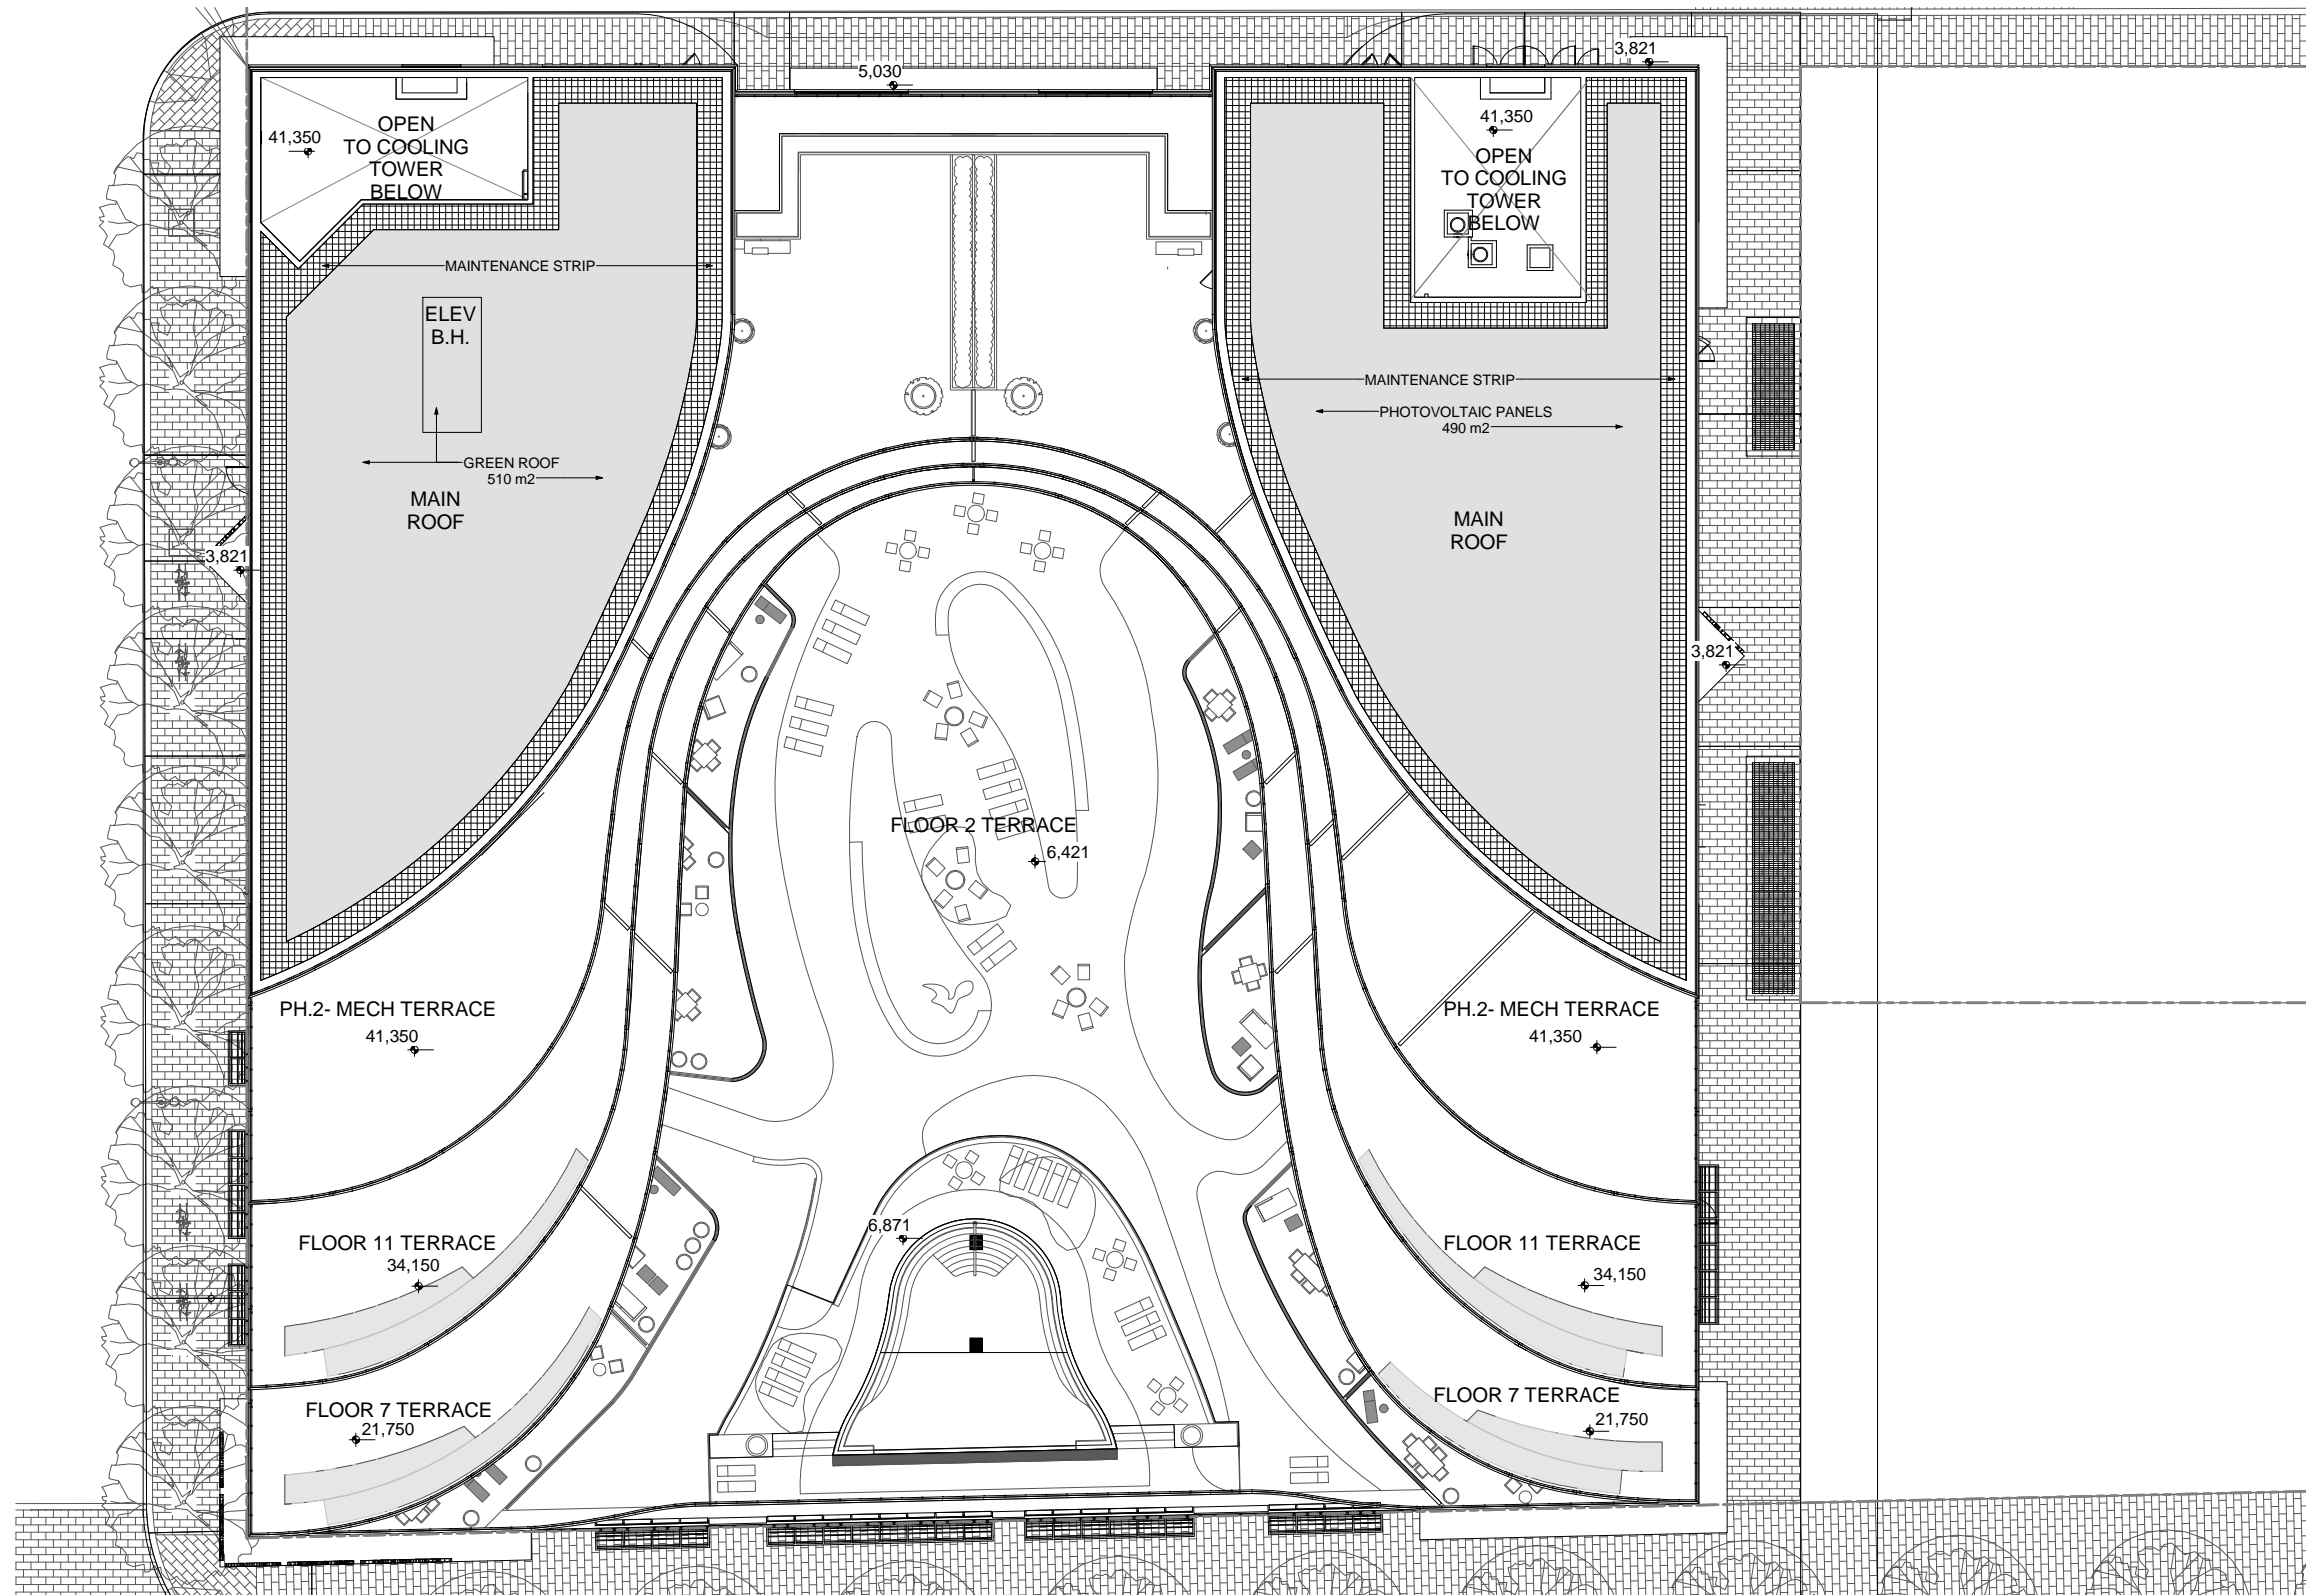 3,821
5,030
41,350
OPEN
TO COOLING
TOWER
BELOW
41,350
OPEN
TO COOLING
TOWER
BELOW
MAINTENANCE STRIP
ELEV
B.H.
MAINTENANCE STRIP
PHOTOVOLTAIC PANELS
490 m2
GREEN ROOF
510 m2
MAIN
ROOF
MAIN
ROOF
3,821
3,821
FLOOR 2 TERRACE
6,421
PH.2- MECH TERRACE
41,350
PH.2- MECH TERRACE
41,350
6,871
FLOOR 11 TERRACE
34,150
FLOOR 11 TERRACE
34,150
FLOOR 7 TERRACE
21,750
FLOOR 7 TERRACE
21,750